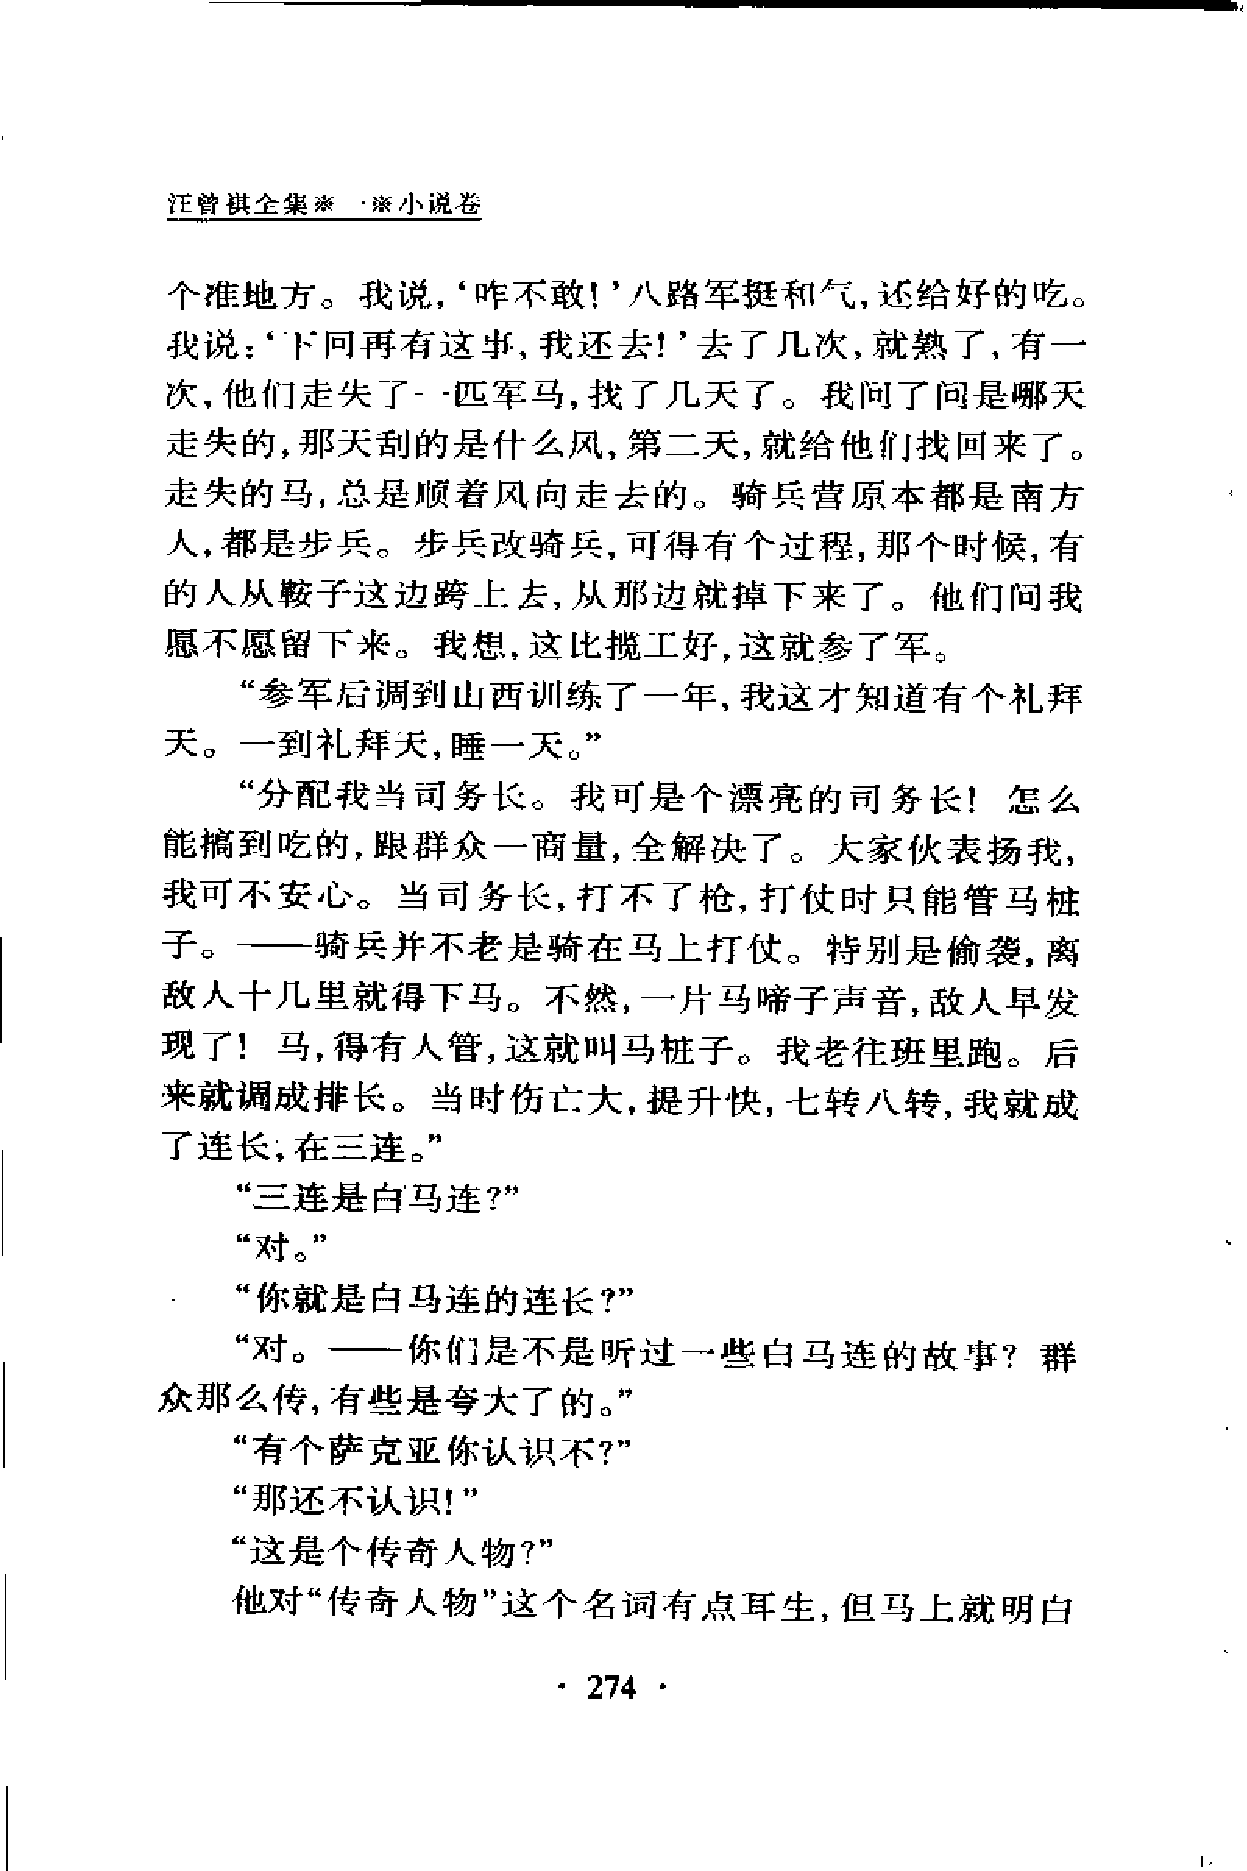 汪曾祺全集※一※小说卷
个准地方。我说,‘咋不敢!’八路军挺和气,还给好的吃。
我说:‘下回再有这事,我还去!’去了几次,就熟了,有一
次,他们走失了一匹军马,找了几天了。我问了问是哪天
走失的,那天刮的是什么风,第二天,就给他们找回来了。
走失的马,总是顺着风向走去的。骑兵营原本都是南方
人,都是步兵。步兵改骑兵,可得有个过程,那个时候,有
的人从鞍子这边跨上去,从那边就掉下来了。他们问我
愿不愿留下来。我想,这比揽工好,这就参了军。
“参军后调到山西训练了一年,我这才知道有个礼拜
天。一到礼拜天,睡一天。”
“分配我当司务长。我可是个漂亮的司务长! 怎么
能搞到吃的,跟群众一商量,全解决了。大家伙表扬我,
我可不安心。当司务长,打不了枪,打仗时只能管马桩
子。——骑兵并不老是骑在马上打仗。特别是偷袭,离
敌人十几里就得下马。不然,一片马啼子声音,敌人早发
现了! 马,得有人管,这就叫马桩子。我老往班里跑。后
来就调成排长。当时伤亡大,提升快,七转八转,我就成
了连长;在三连。”
“三连是白马连?”
“对。”
“你就是白马连的连长?”
“对。——你们是不是听过一些白马连的故事? 群
众那么传,有些是夸大了的。”
“有个萨克亚你认识不?”
“那还不认识!”
“这是个传奇人物?”
他对“传奇人物”这个名词有点耳生,但马上就明白
· 274 ·